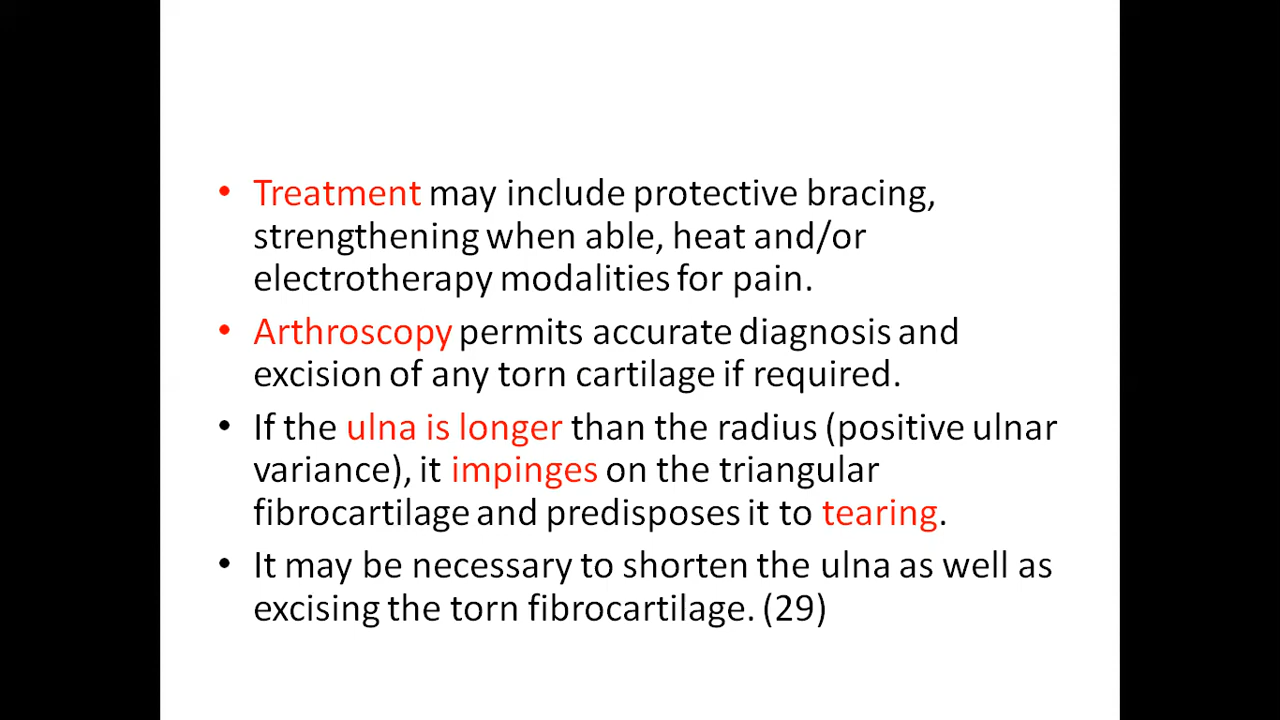 • Treatment may include protective bracing,
strengthening when able, heat and/or
electrotherapy modalities for pain.
• Arthroscopy permits accurate diagnosis and
excision of any torn cartilage if required.
• If the ulna is longer than the radius (positive ulnar
variance), it impinges on the triangular
fibrocartilage and predisposes it to tearing.
• It may be necessary to shorten the ulna as well as
excising the torn fibrocartilage. (29)